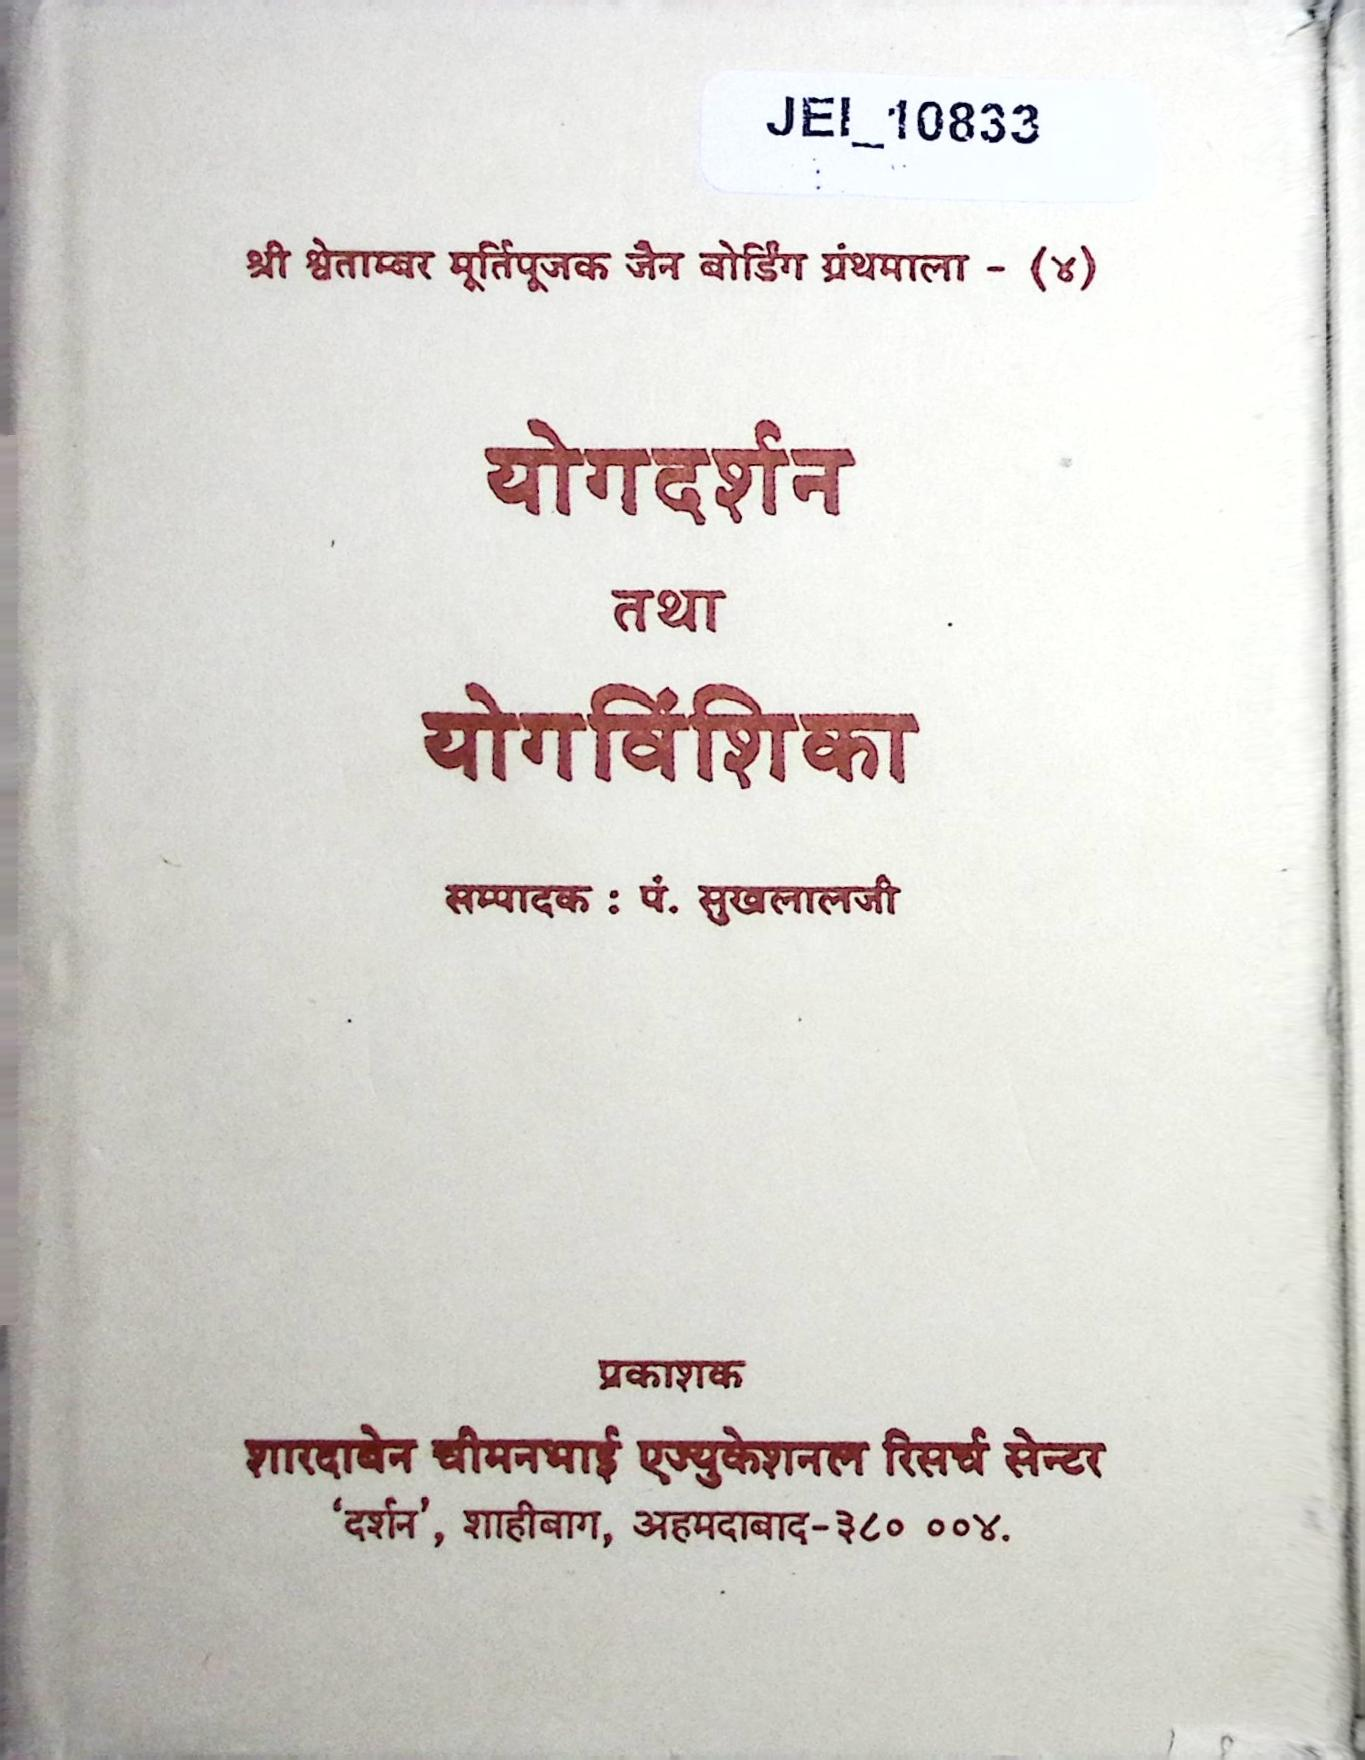 JEI_10833
श्री श्वेताम्बर मूर्तिपूजक जैन बोर्डिंग ग्रंथमाला - (४)
योगदर्शन
तथा
योगविंशिका
सम्पादक : पं. सुखलालजी
प्रकाशक
शारदाबेन चीमनभाई एज्युकेशनल रिसर्च सेन्टर
‘दर्शन’, शाहीबाग, अहमदाबाद-३८० ००४.